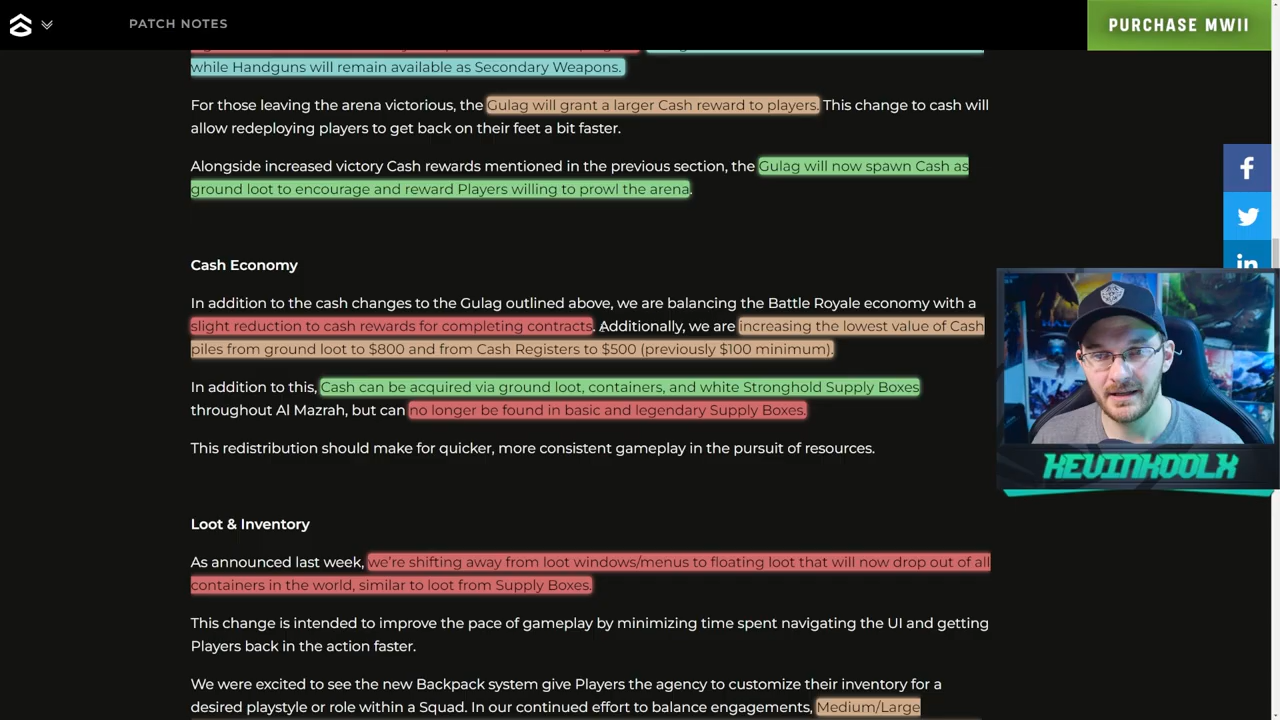 PATCH NOTES
PURCHASE MWII
while Handguns will remain available as Secondary Weapons.
For those leaving the arena victorious, the Gulag will grant a larger Cash reward to players. This change to cash will
allow redeploying players to get back on their feet a bit faster.
Alongside increased victory Cash rewards mentioned in the previous section, the Gulag will now spawn Cash as
ground loot to encourage and reward Players willing to prowl the arena.
Cash Economy
In addition to the cash changes to the Gulag outlined above, we are balancing the Battle Royale economy with a
slight reduction to cash rewards for completing contracts. Additionally, we are increasing the lowest value of Cash
piles from ground loot to $800 and from Cash Registers to $500 (previously $100 minimum).
In addition to this, Cash can be acquired via ground loot, containers, and white Stronghold Supply Boxes
throughout Al Mazrah, but can no longer be found in basic and legendary Supply Boxes.
This redistribution should make for quicker, more consistent gameplay in the pursuit of resources.
KEVINKOOLX
Loot & Inventory
As announced last week, we’re shifting away from loot windows/menus to floating loot that will now drop out of all
containers in the world, similar to loot from Supply Boxes.
This change is intended to improve the pace of gameplay by minimizing time spent navigating the UI and getting
Players back in the action faster.
We were excited to see the new Backpack system give Players the agency to customize their inventory for a
desired playstyle or role within a Squad. In our continued effort to balance engagements, Medium/Large